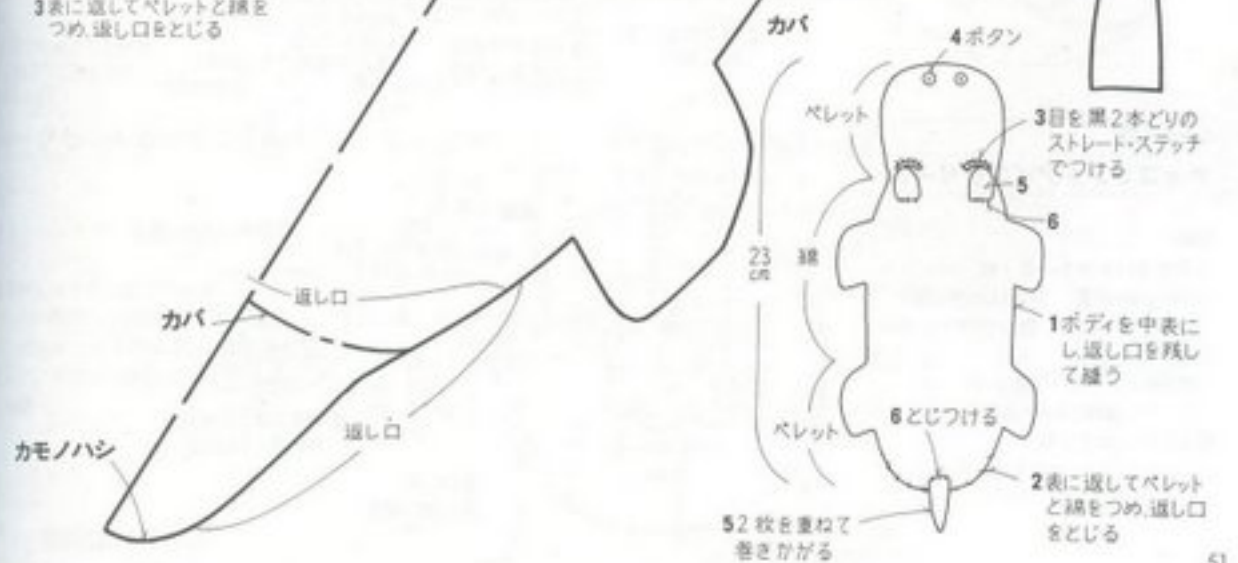 3表に返してペレットと綿を
つめ、返し口をとじる
返し口
カバ
返し口
カモノハシ
カバ
4ボタン
ペレット
3目を黒2本どりの
ストレート・ステッチ
でつける
5
6
23
cm
綿
1ボディを中表に
し、返し口を残し
て縫う
ペレット
6とじつける
2表に返してペレット
と綿をつめ、返し口
をとじる
52枚を重ねて
巻きかがる
61